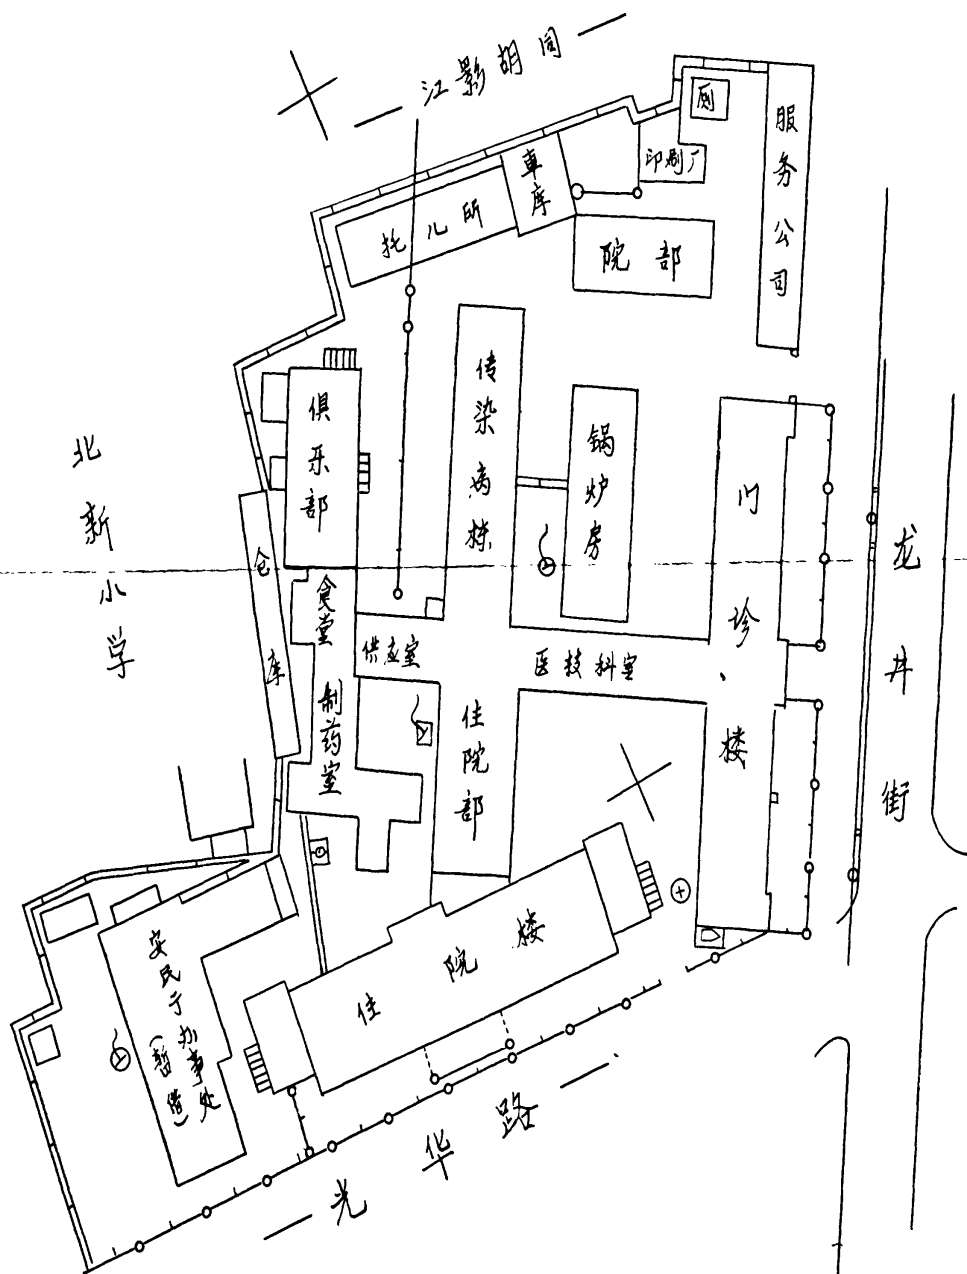 江影胡同
厕
服务公司
印刷厂
車库
托儿所
院部
传染病栋
俱乐部
锅炉房
北新小学
仓库
食堂
供应室
医技科室
门诊楼
龙井街
制药室
住院部
住院楼
安民厅办事处
(暂借)
光华路